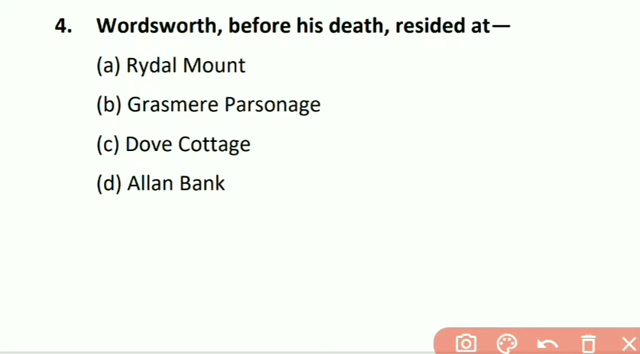 4. Wordsworth, before his death, resided at—
(a) Rydal Mount
(b) Grasmere Parsonage
(c) Dove Cottage
(d) Allan Bank